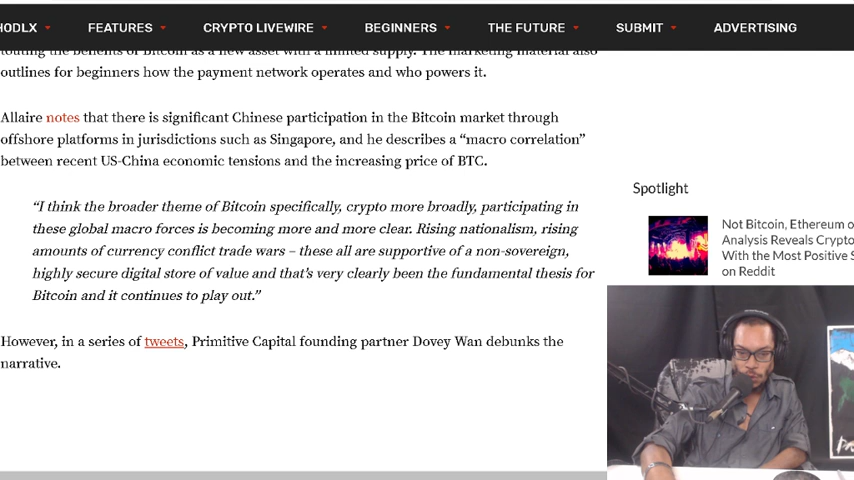 HODLX FEATURES CRYPTO LIVEWIRE BEGINNERS THE FUTURE SUBMIT ADVERTISING
touting the benefits of Bitcoin as a new asset with a limited supply. The marketing material also
outlines for beginners how the payment network operates and who powers it.
Allaire notes that there is significant Chinese participation in the Bitcoin market through
offshore platforms in jurisdictions such as Singapore, and he describes a “macro correlation”
between recent US-China economic tensions and the increasing price of BTC.
“I think the broader theme of Bitcoin specifically, crypto more broadly, participating in
these global macro forces is becoming more and more clear. Rising nationalism, rising
amounts of currency conflict trade wars – these all are supportive of a non-sovereign,
highly secure digital store of value and that’s very clearly been the fundamental thesis for
Bitcoin and it continues to play out.”
However, in a series of tweets, Primitive Capital founding partner Dovey Wan debunks the
narrative.
Spotlight
Not Bitcoin, Ethereum o
Analysis Reveals Crypto
With the Most Positive S
on Reddit